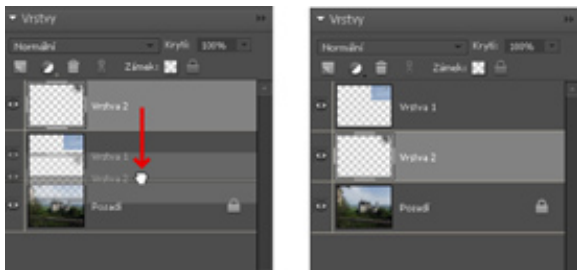 Vrstvy
Normální Krytí: 100%
Zámek:
Vrstva 2
Vrstva 1
Vrstva 2
Pozadí
Vrstvy
Normální Krytí: 100%
Zámek:
Vrstva 1
Vrstva 2
Pozadí